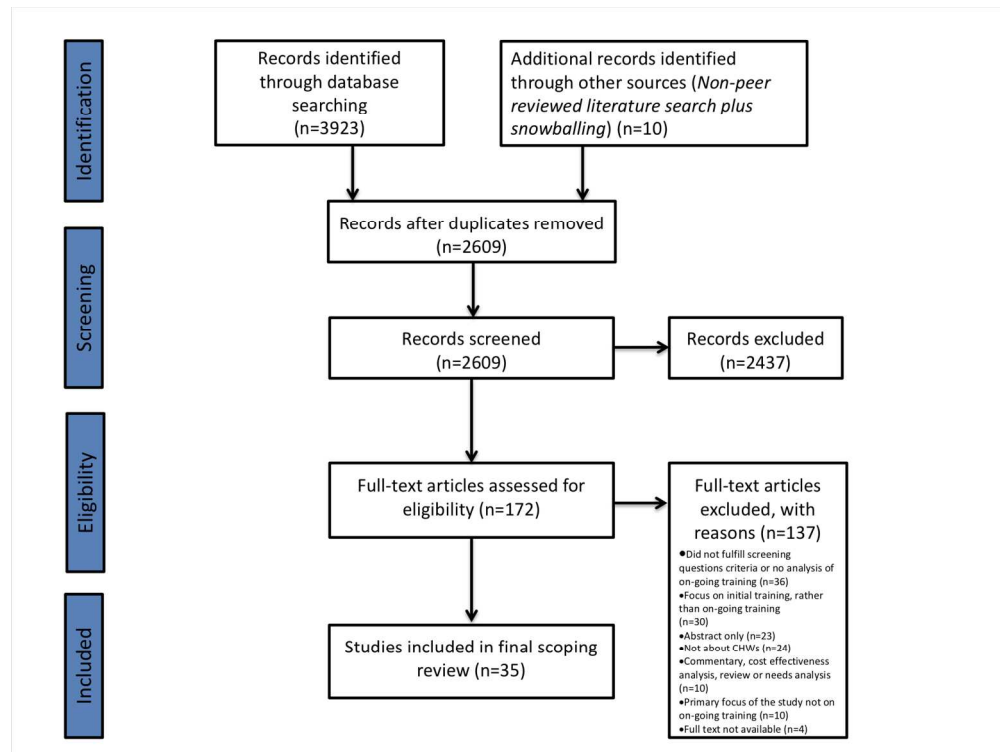 Identification
Records identified
through database
searching
(n=3923)
Additional records identified
through other sources (Non-peer
reviewed literature search plus
snowballing) (n=10)
Records after duplicates removed
(n=2609)
Screening
Records screened
(n=2609)
Records excluded
(n=2437)
Eligibility
Full-text articles assessed for
eligibility (n=172)
Full-text articles
excluded, with
reasons (n=137)
●Did not fulfill screening
questions criteria or no analysis of
on-going training (n=36)
•Focus on initial training, rather
than on-going training
(n=30)
•Abstract only (n=23)
•Not about CHWs (n=24)
•Commentary, cost effectiveness
analysis, review or needs analysis
(n=10)
•Primary focus of the study not on
on-going training (n=10)
•Full text not available (n=4)
Included
Studies included in final scoping
review (n=35)